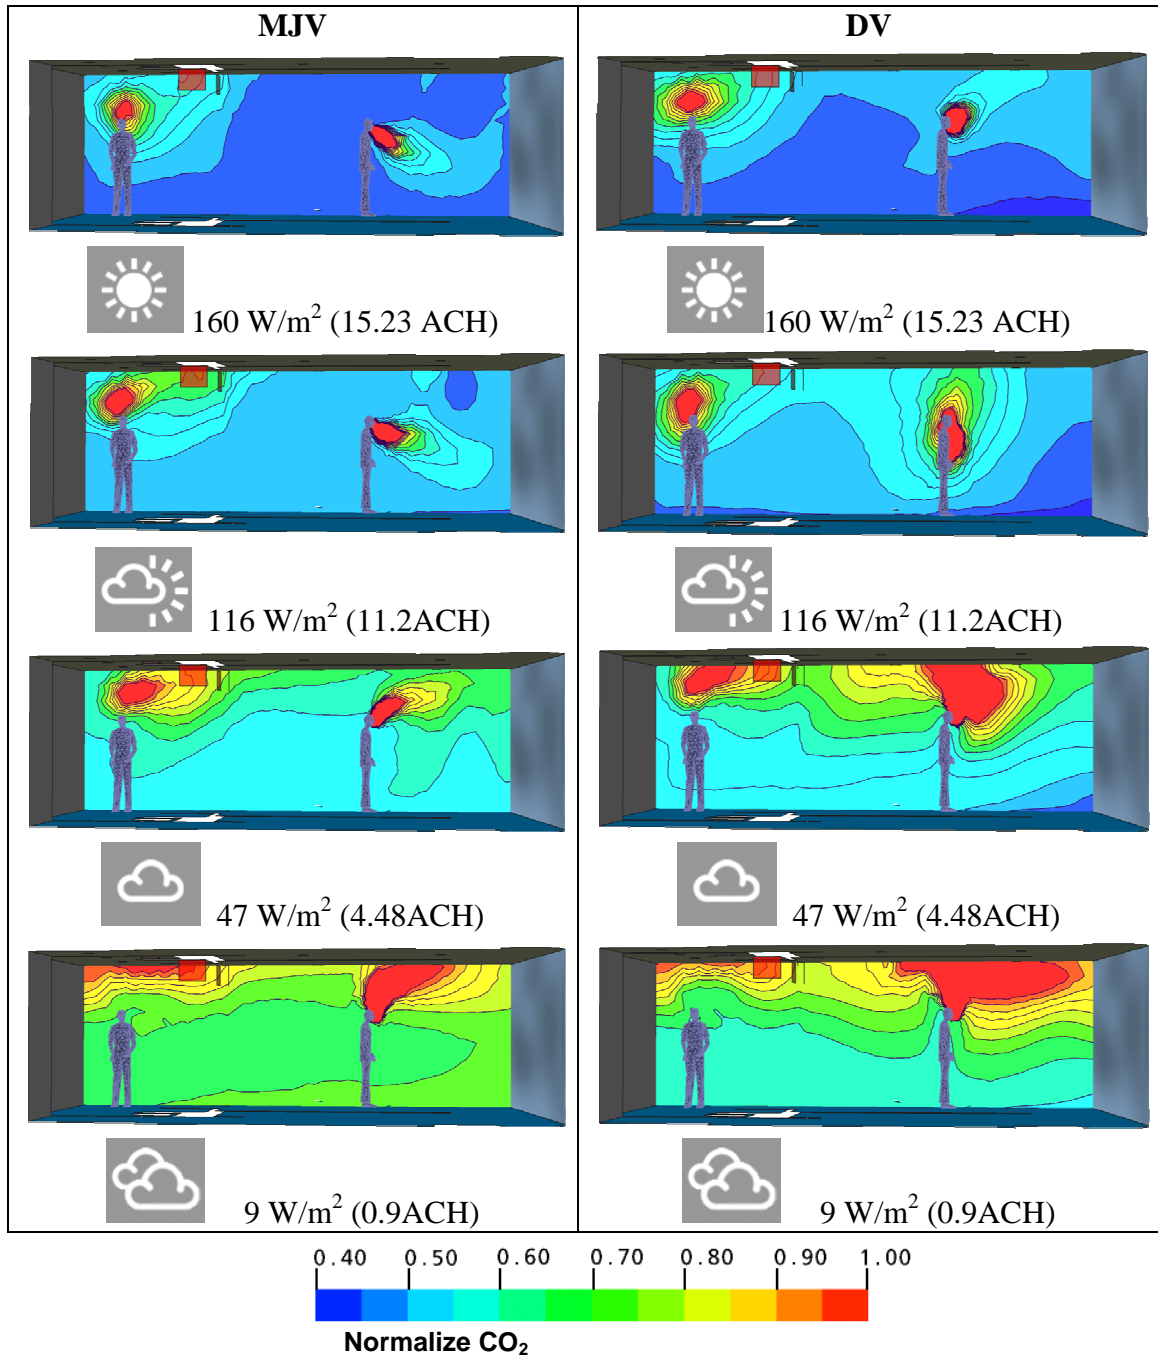 MJV DV
160 W/m² (15.23 ACH) 160 W/m² (15.23 ACH)
116 W/m² (11.2ACH) 116 W/m² (11.2ACH)
47 W/m² (4.48ACH) 47 W/m² (4.48ACH)
9 W/m² (0.9ACH) 9 W/m² (0.9ACH)
0.40 0.50 0.60 0.70 0.80 0.90 1.00
Normalize CO₂